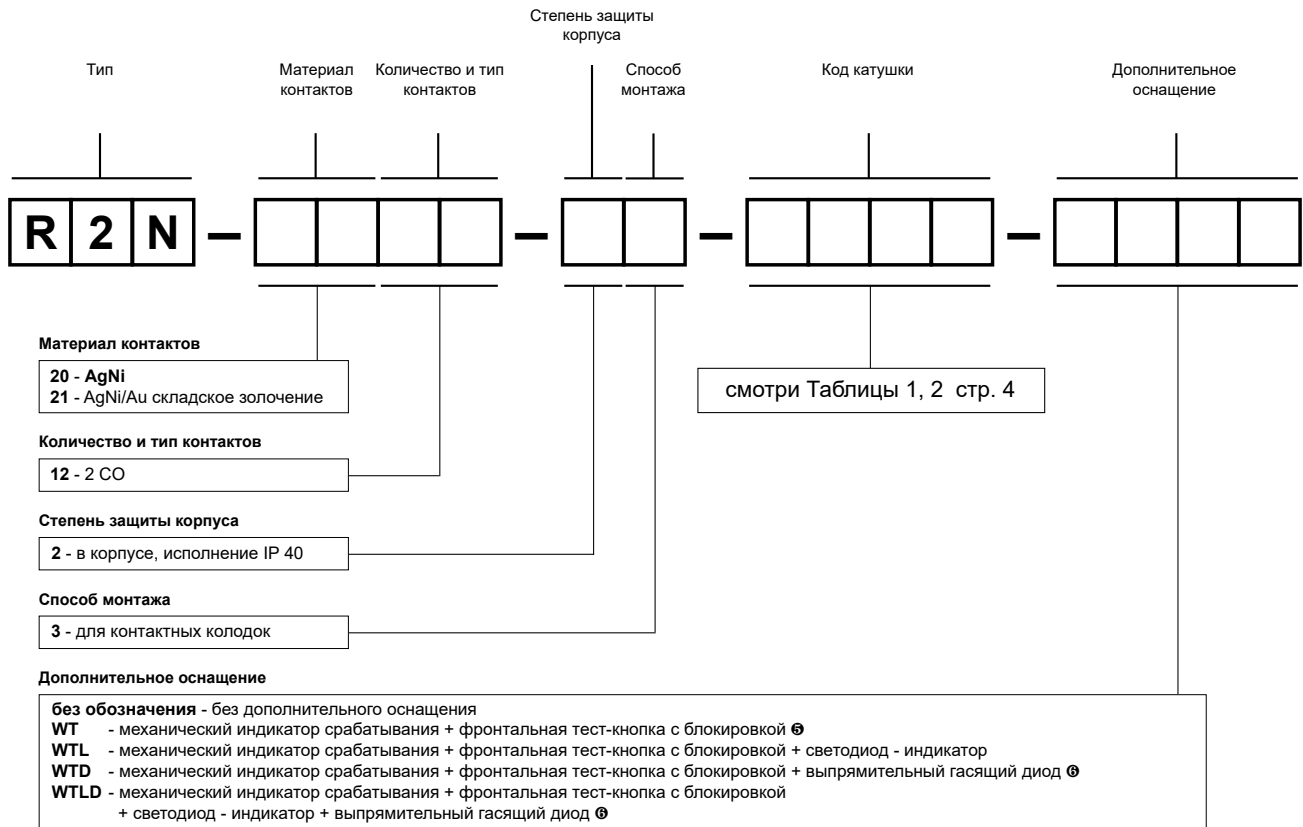 Степень защиты
корпуса
Тип
Материал
контактов
Количество и тип
контактов
Способ
монтажа
Код катушки
Дополнительное
оснащение
R 2 N – – – –
Материал контактов
20 - AgNi
21 - AgNi/Au складское золочение
смотри Таблицы 1, 2 стр. 4
Количество и тип контактов
12 - 2 CO
Степень защиты корпуса
2 - в корпусе, исполнение IP 40
Способ монтажа
3 - для контактных колодок
Дополнительное оснащение
без обозначения - без дополнительного оснащения
WT - механический индикатор срабатывания + фронтальная тест-кнопка с блокировкой ❺
WTL - механический индикатор срабатывания + фронтальная тест-кнопка с блокировкой + светодиод - индикатор
WTD - механический индикатор срабатывания + фронтальная тест-кнопка с блокировкой + выпрямительный гасящий диод ❻
WTLD - механический индикатор срабатывания + фронтальная тест-кнопка с блокировкой
+ светодиод - индикатор + выпрямительный гасящий диод ❻